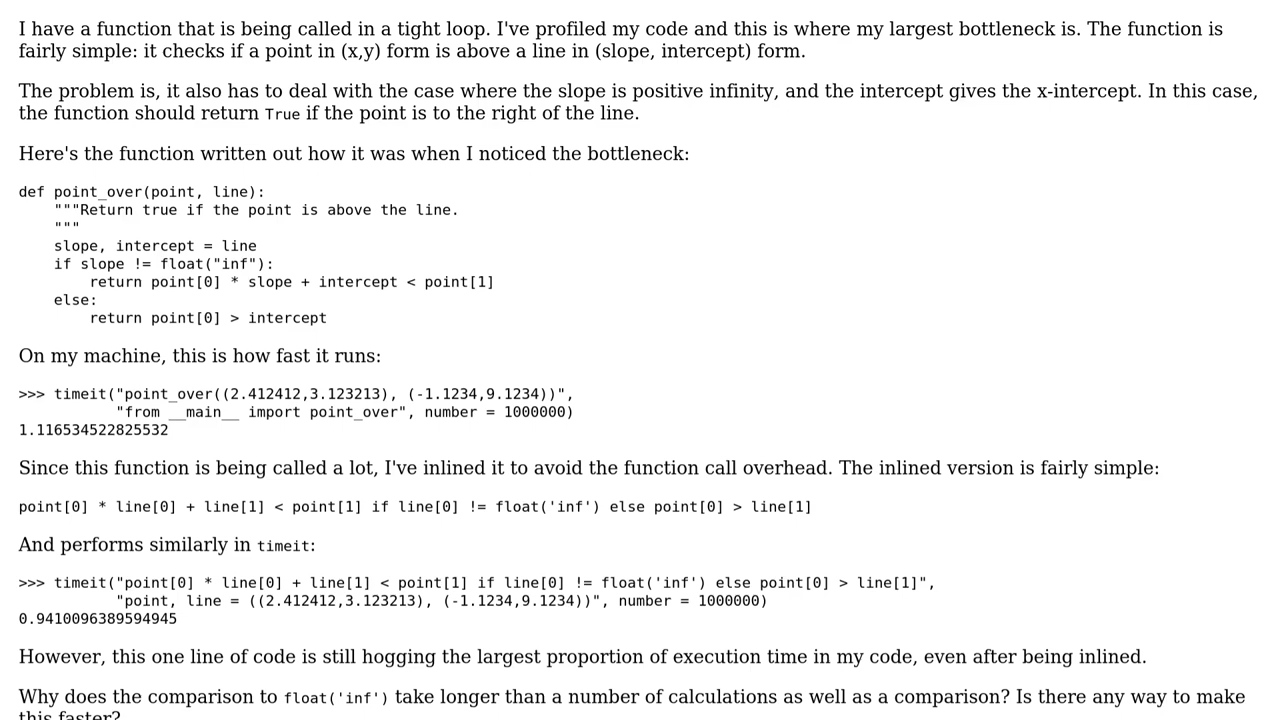 I have a function that is being called in a tight loop. I've profiled my code and this is where my largest bottleneck is. The function is
fairly simple: it checks if a point in (x,y) form is above a line in (slope, intercept) form.
The problem is, it also has to deal with the case where the slope is positive infinity, and the intercept gives the x-intercept. In this case,
the function should return True if the point is to the right of the line.
Here's the function written out how it was when I noticed the bottleneck:
def point_over(point, line):
    """Return true if the point is above the line.
    """
    slope, intercept = line
    if slope != float("inf"):
        return point[0] * slope + intercept < point[1]
    else:
        return point[0] > intercept
On my machine, this is how fast it runs:
>>> timeit("point_over((2.412412,3.123213), (-1.1234,9.1234))",
           "from __main__ import point_over", number = 1000000)
1.116534522825532
Since this function is being called a lot, I've inlined it to avoid the function call overhead. The inlined version is fairly simple:
point[0] * line[0] + line[1] < point[1] if line[0] != float('inf') else point[0] > line[1]
And performs similarly in timeit:
>>> timeit("point[0] * line[0] + line[1] < point[1] if line[0] != float('inf') else point[0] > line[1]",
           "point, line = ((2.412412,3.123213), (-1.1234,9.1234))", number = 1000000)
0.9410096389594945
However, this one line of code is still hogging the largest proportion of execution time in my code, even after being inlined.
Why does the comparison to float('inf') take longer than a number of calculations as well as a comparison? Is there any way to make
this faster?